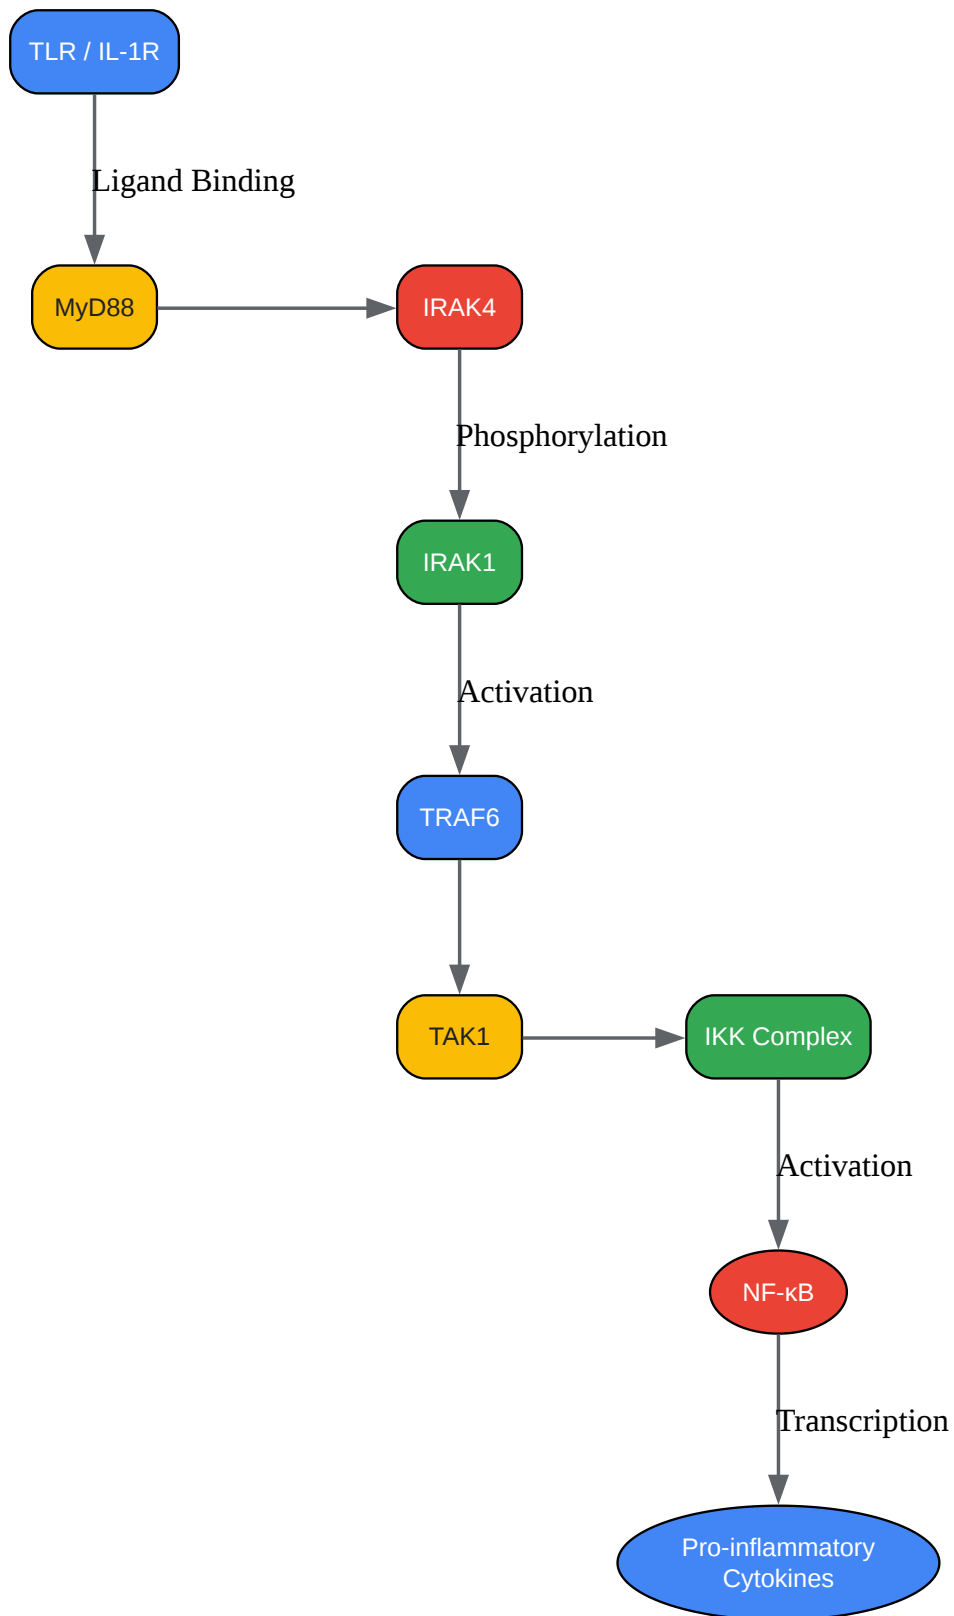 TLR / IL-1R
Ligand Binding
MyD88
IRAK4
Phosphorylation
IRAK1
Activation
TRAF6
TAK1
IKK Complex
Activation
NF-κB
Transcription
Pro-inflammatory
Cytokines